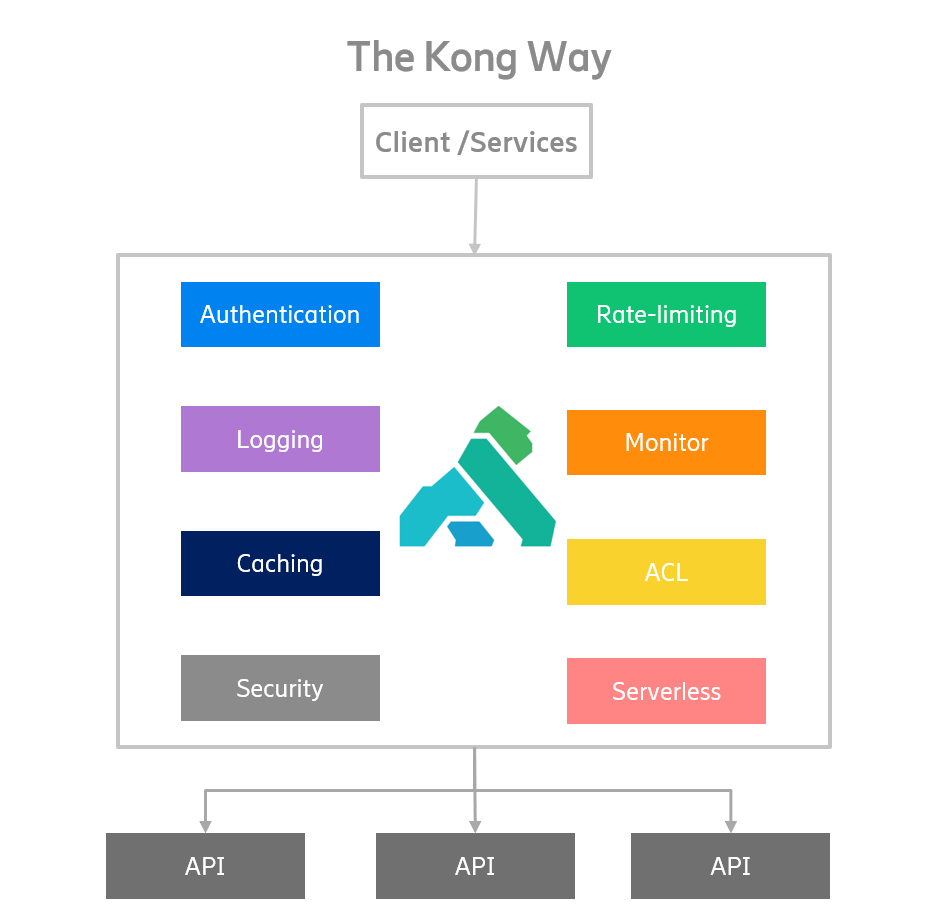 The Kong Way
Client /Services
Authentication
Rate-limiting
Logging
Monitor
Caching
ACL
Security
Serverless
API
API
API